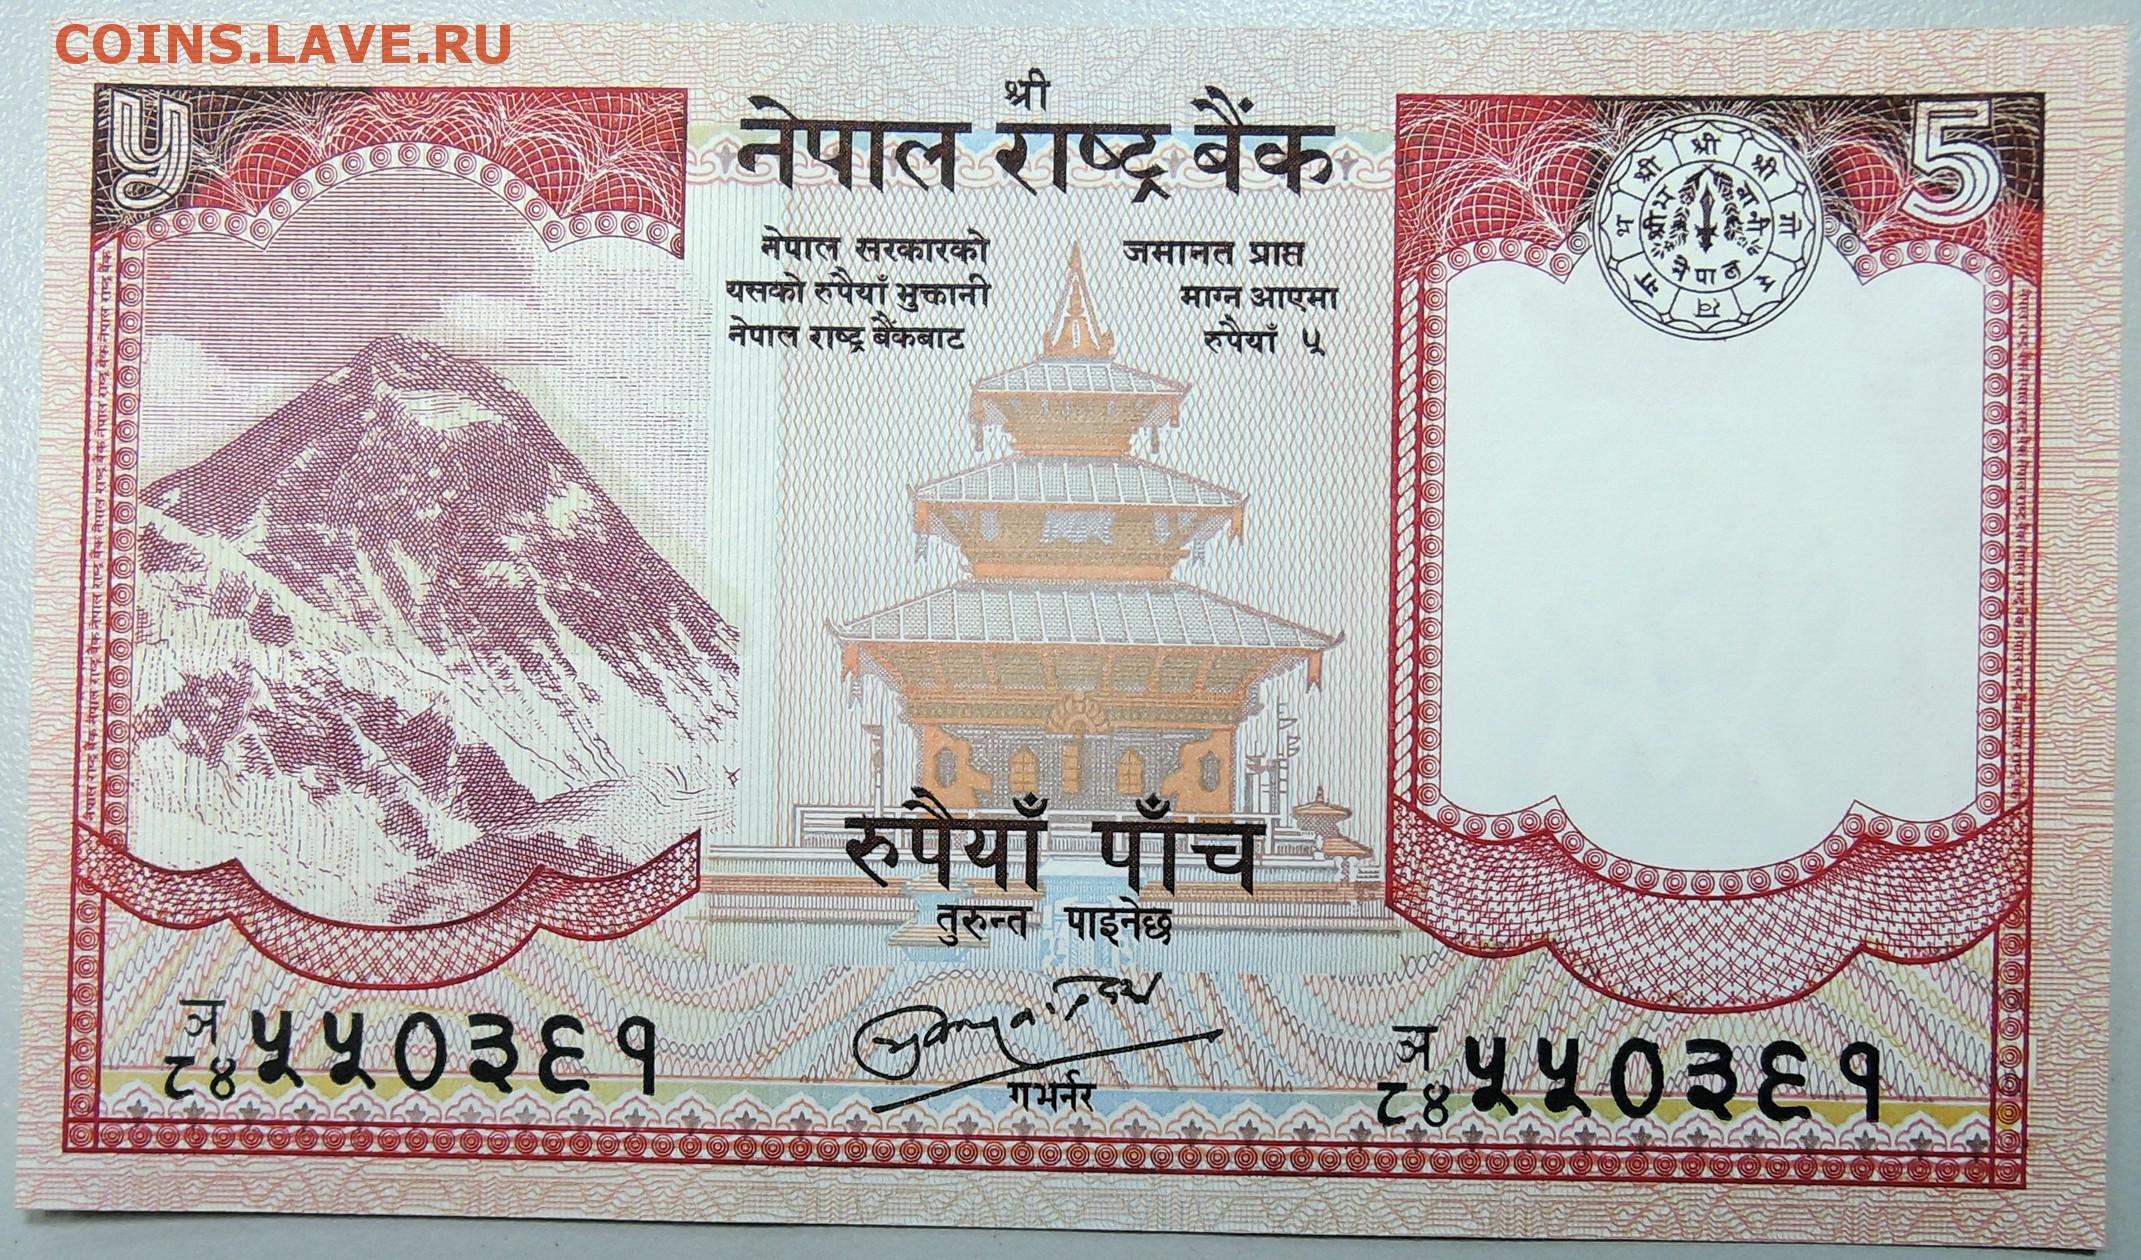 COINS.LAVE.RU
५
श्री
नेपाल राष्ट्र बैंक
5
नेपाल सरकारको जमानत प्राप्त
यसको रुपैयाँ भुक्तानी माग्न आएमा
नेपाल राष्ट्र बैंकबाट रुपैयाँ ५
श्री श्री श्री
श्री भ वा नी
नेपाल
रुपैयाँ पाँच
तुरुन्त पाइनेछ
ञ
८४ ५५०३६१
गभर्नर
ञ
८४ ५५०३६१